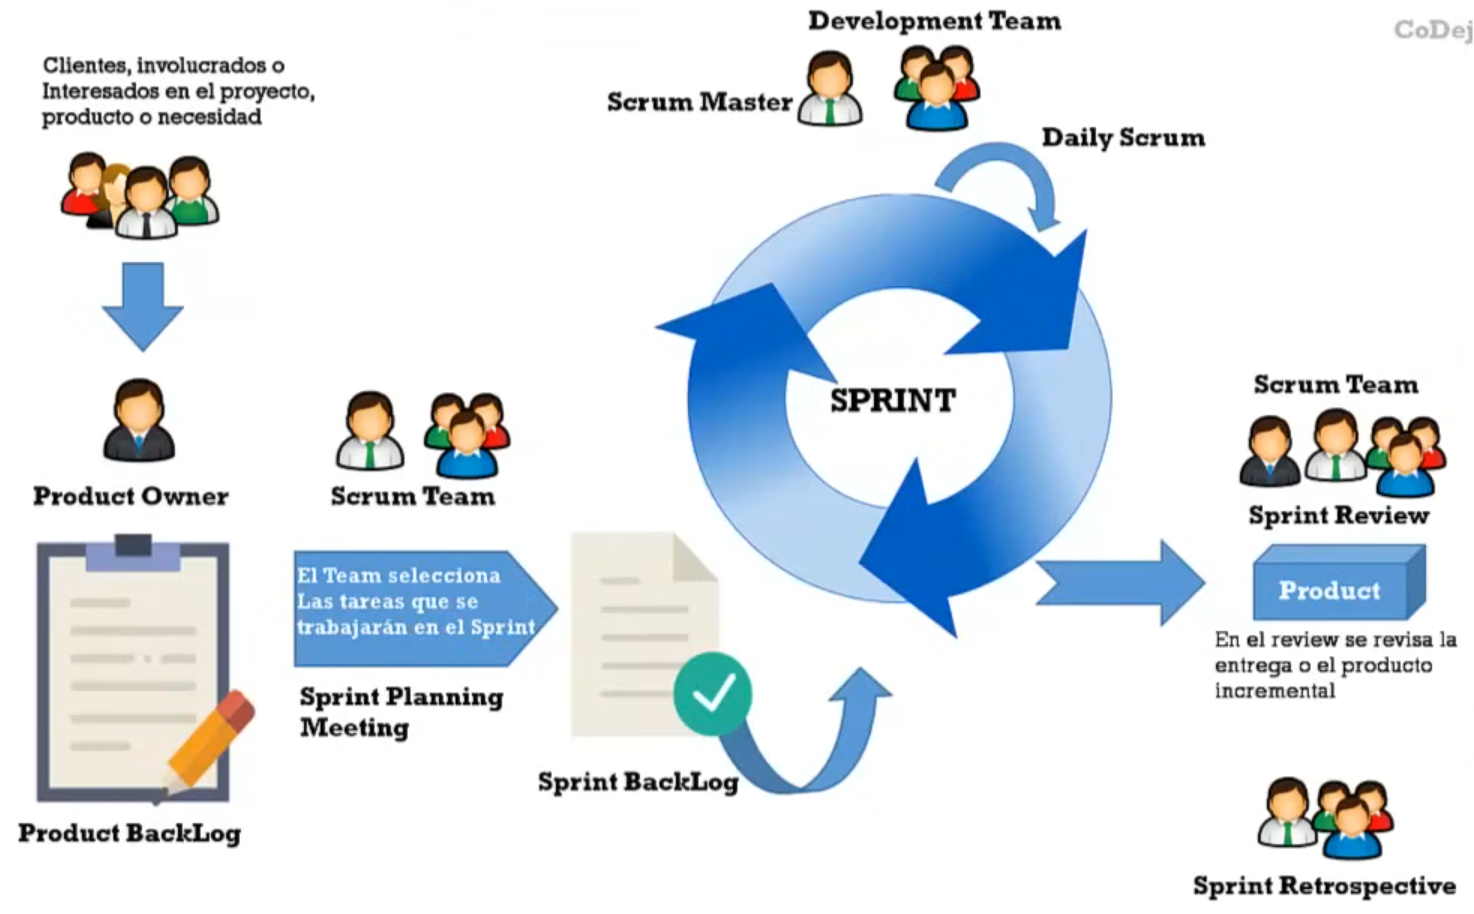 Development Team
CoDej
Clientes, involucrados o
Interesados en el proyecto,
producto o necesidad
Scrum Master
Daily Scrum
SPRINT
Scrum Team
Product Owner
Scrum Team
Sprint Review
El Team selecciona
Las tareas que se
trabajarán en el Sprint
Product
En el review se revisa la
entrega o el producto
incremental
Sprint Planning
Meeting
Sprint BackLog
Product BackLog
Sprint Retrospective